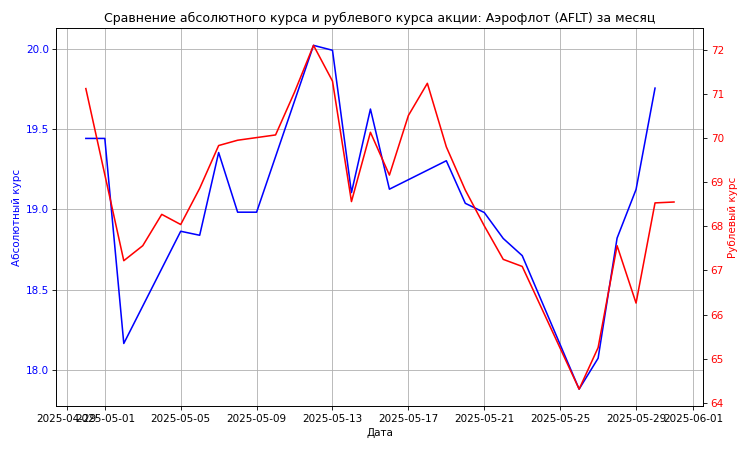 Сравнение абсолютного курса и рублевого курса акции: Аэрофлот (AFLT) за месяц
Абсолютный курс
20.0
19.5
19.0
18.5
18.0
72
71
70
69
68
67
66
65
64
Рублевый курс
2025-04-29 2025-05-01 2025-05-05 2025-05-09 2025-05-13 2025-05-17 2025-05-21 2025-05-25 2025-05-29 2025-06-01
Дата